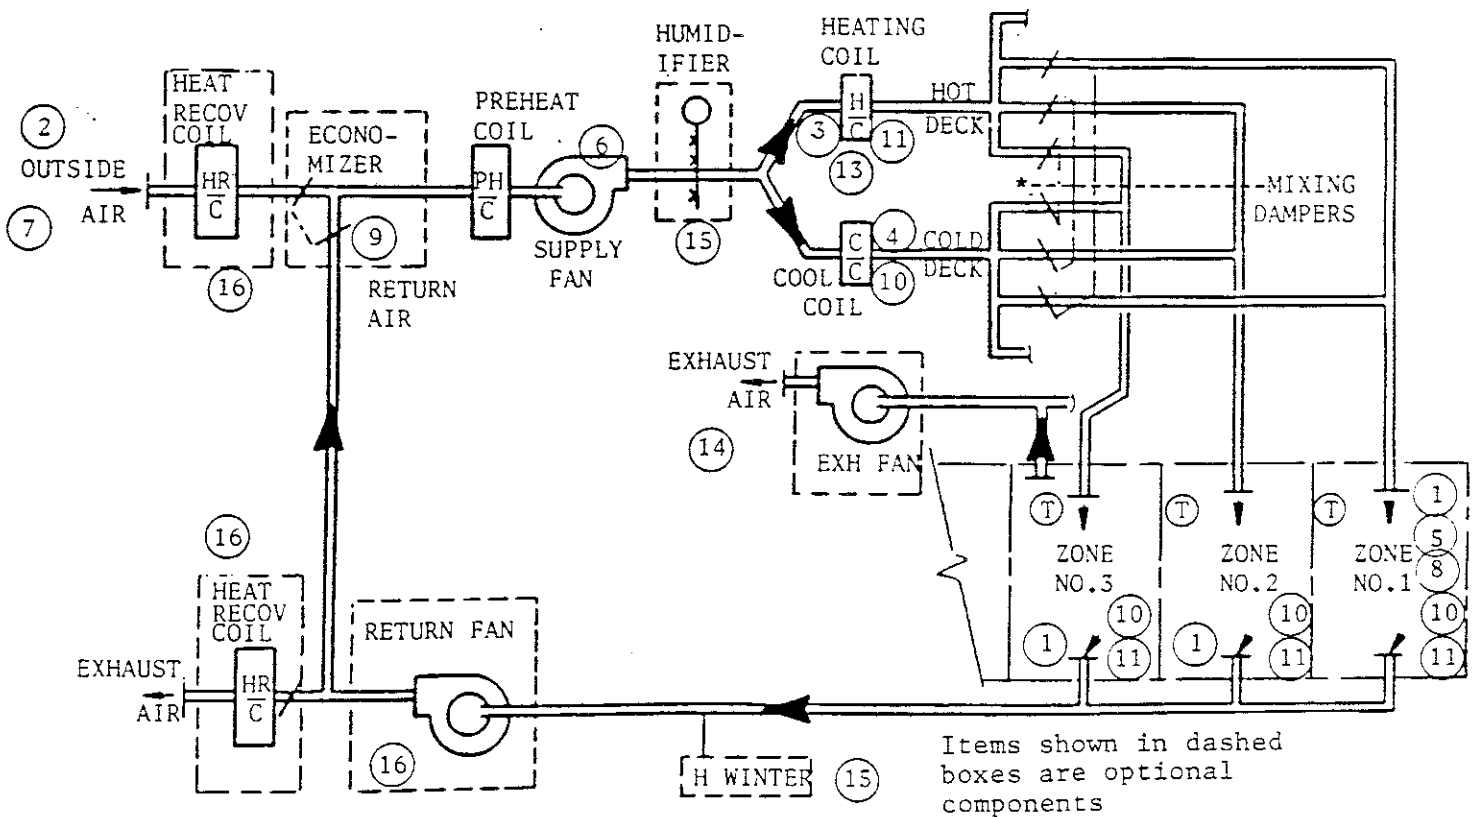 HUMID-
IFIER
HEATING
COIL
HEAT
RECOV
COIL
2
OUTSIDE
AIR
7
HR
C
16
ECONO-
MIZER
9
RETURN
AIR
PREHEAT
COIL
PH
C
6
SUPPLY
FAN
15
3
H
C
11
13
HOT
DECK
C
C
4
10
COOL
COIL
COLD
DECK
*
MIXING
DAMPERS
EXHAUST
AIR
14
EXH FAN
T
ZONE
NO.3
10
11
1
T
ZONE
NO.2
10
11
1
T
ZONE
NO.1
1
5
8
10
11
16
HEAT
RECOV
COIL
EXHAUST
AIR
HR
C
RETURN FAN
16
H WINTER
15
Items shown in dashed
boxes are optional
components